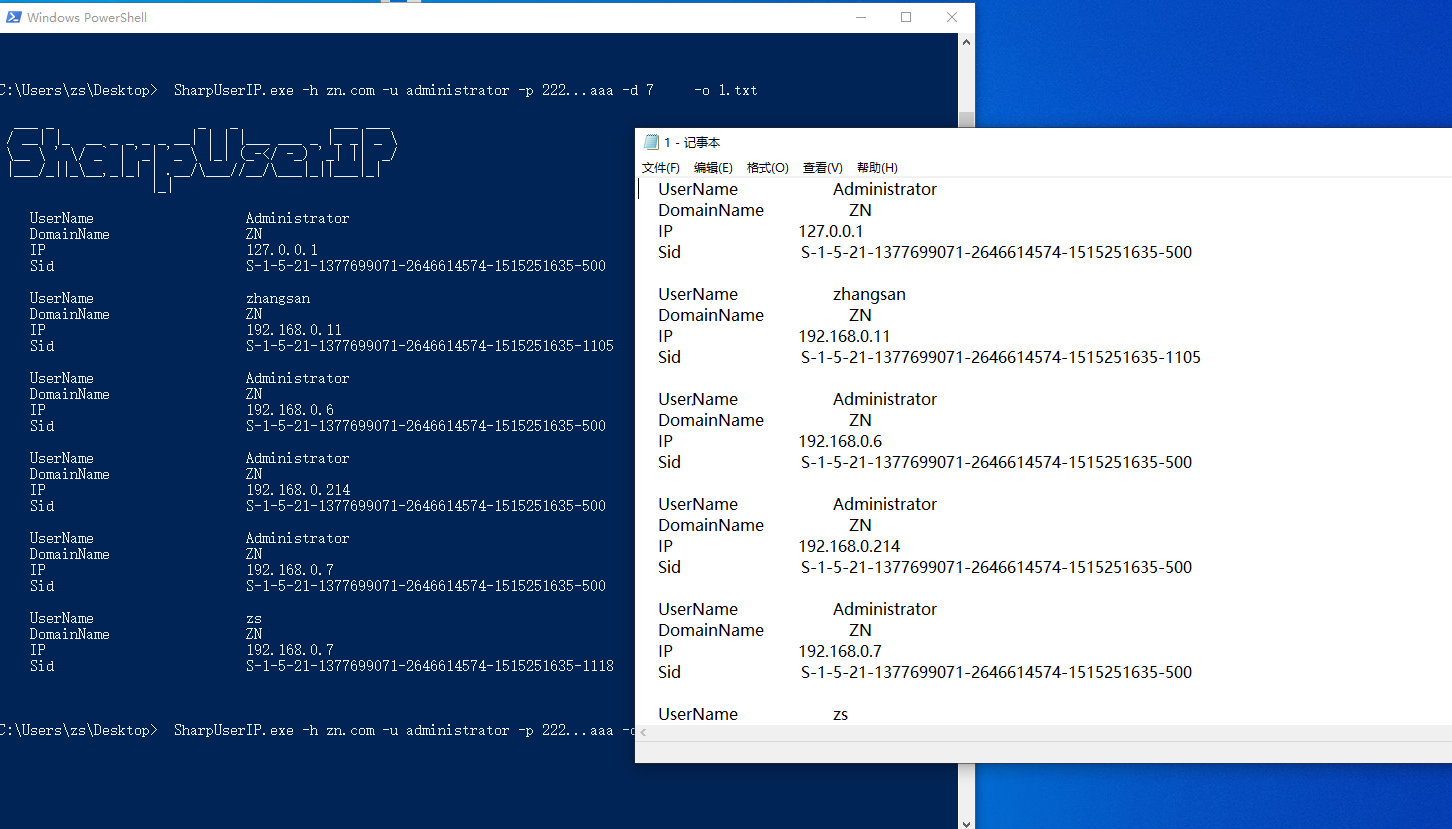 Windows PowerShell
C:\Users\zs\Desktop> SharpUserIP.exe -h zn.com -u administrator -p 222...aaa -d 7 -o 1.txt
SharpUserIP
UserName Administrator
DomainName ZN
IP 127.0.0.1
Sid S-1-5-21-1377699071-2646614574-1515251635-500
UserName zhangsan
DomainName ZN
IP 192.168.0.11
Sid S-1-5-21-1377699071-2646614574-1515251635-1105
UserName Administrator
DomainName ZN
IP 192.168.0.6
Sid S-1-5-21-1377699071-2646614574-1515251635-500
UserName Administrator
DomainName ZN
IP 192.168.0.214
Sid S-1-5-21-1377699071-2646614574-1515251635-500
UserName Administrator
DomainName ZN
IP 192.168.0.7
Sid S-1-5-21-1377699071-2646614574-1515251635-500
UserName zs
DomainName ZN
IP 192.168.0.7
Sid S-1-5-21-1377699071-2646614574-1515251635-1118
C:\Users\zs\Desktop> SharpUserIP.exe -h zn.com -u administrator -p 222...aaa
1 - 记事本
文件(F) 编辑(E) 格式(O) 查看(V) 帮助(H)
UserName Administrator
DomainName ZN
IP 127.0.0.1
Sid S-1-5-21-1377699071-2646614574-1515251635-500
UserName zhangsan
DomainName ZN
IP 192.168.0.11
Sid S-1-5-21-1377699071-2646614574-1515251635-1105
UserName Administrator
DomainName ZN
IP 192.168.0.6
Sid S-1-5-21-1377699071-2646614574-1515251635-500
UserName Administrator
DomainName ZN
IP 192.168.0.214
Sid S-1-5-21-1377699071-2646614574-1515251635-500
UserName Administrator
DomainName ZN
IP 192.168.0.7
Sid S-1-5-21-1377699071-2646614574-1515251635-500
UserName zs